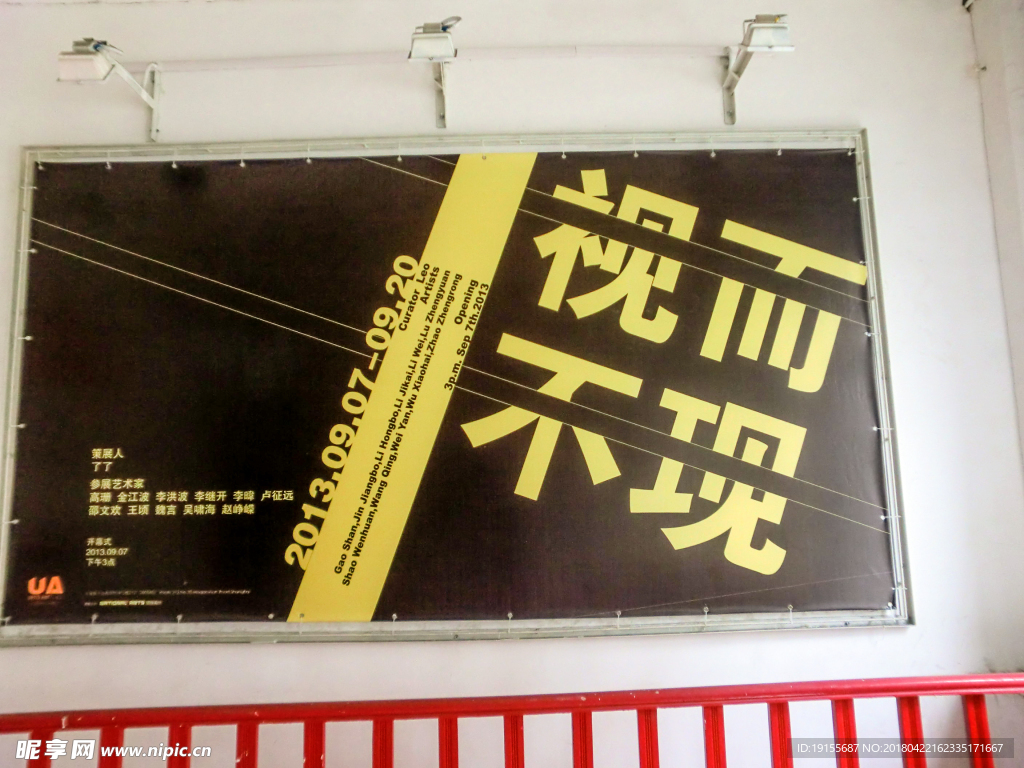 视而
不现
2013.09.07-09.20
Curator Leo
Artists
Gao Shan,Jin Jiangbo,Li Hongbo,Li Jikai,Li Wei,Lu Zhengyuan
Shao Wenhuan,Wang Qing,Wei Yan,Wu Xiaohai,Zhao Zhengrong
Opening
3p.m. Sep 7th.2013
策展人
了了
参展艺术家
高珊 金江波 李洪波 李继开 李暐 卢征远
邵文欢 王顷 魏言 吴啸海 赵峥嵘
开幕式
2013.09.07
下午3点
UA
昵享网 www.nipic.cn
ID:19155687 NO:20180422162335171667